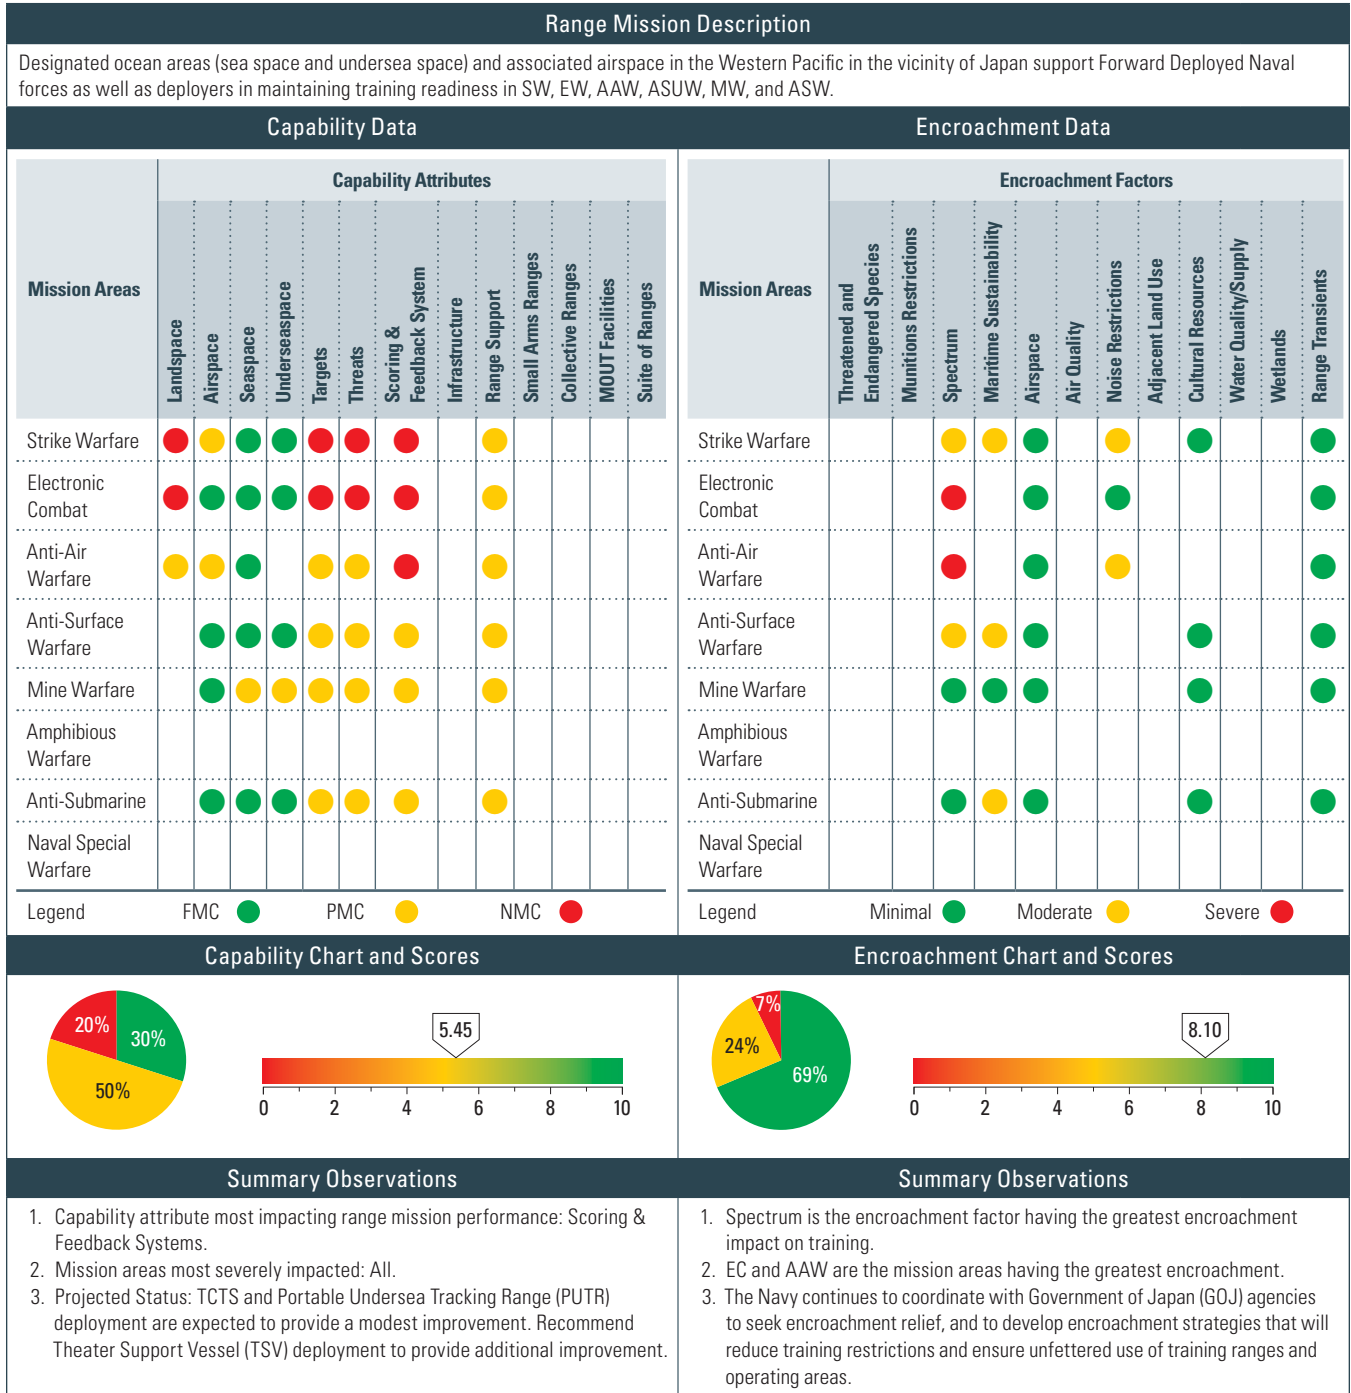 Range Mission Description
Designated ocean areas (sea space and undersea space) and associated airspace in the Western Pacific in the vicinity of Japan support Forward Deployed Naval
forces as well as deployers in maintaining training readiness in SW, EW, AAW, ASUW, MW, and ASW.
Capability Data
Mission Areas
Capability Attributes
Landspace
Airspace
Seaspace
Underseaspace
Targets
Threats
Scoring &
Feedback System
Infrastructure
Range Support
Small Arms Ranges
Collective Ranges
MOUT Facilities
Suite of Ranges
Strike Warfare
Electronic
Combat
Anti-Air
Warfare
Anti-Surface
Warfare
Mine Warfare
Amphibious
Warfare
Anti-Submarine
Naval Special
Warfare
Legend
FMC
PMC
NMC
Encroachment Data
Mission Areas
Encroachment Factors
Threatened and
Endangered Species
Munitions Restrictions
Spectrum
Maritime Sustainability
Airspace
Air Quality
Noise Restrictions
Adjacent Land Use
Cultural Resources
Water Quality/Supply
Wetlands
Range Transients
Strike Warfare
Electronic
Combat
Anti-Air
Warfare
Anti-Surface
Warfare
Mine Warfare
Amphibious
Warfare
Anti-Submarine
Naval Special
Warfare
Legend
Minimal
Moderate
Severe
Capability Chart and Scores
20%
30%
50%
5.45
0 2 4 6 8 10
Encroachment Chart and Scores
7%
24%
69%
8.10
0 2 4 6 8 10
Summary Observations
1. Capability attribute most impacting range mission performance: Scoring &
Feedback Systems.
2. Mission areas most severely impacted: All.
3. Projected Status: TCTS and Portable Undersea Tracking Range (PUTR)
deployment are expected to provide a modest improvement. Recommend
Theater Support Vessel (TSV) deployment to provide additional improvement.
Summary Observations
1. Spectrum is the encroachment factor having the greatest encroachment
impact on training.
2. EC and AAW are the mission areas having the greatest encroachment.
3. The Navy continues to coordinate with Government of Japan (GOJ) agencies
to seek encroachment relief, and to develop encroachment strategies that will
reduce training restrictions and ensure unfettered use of training ranges and
operating areas.